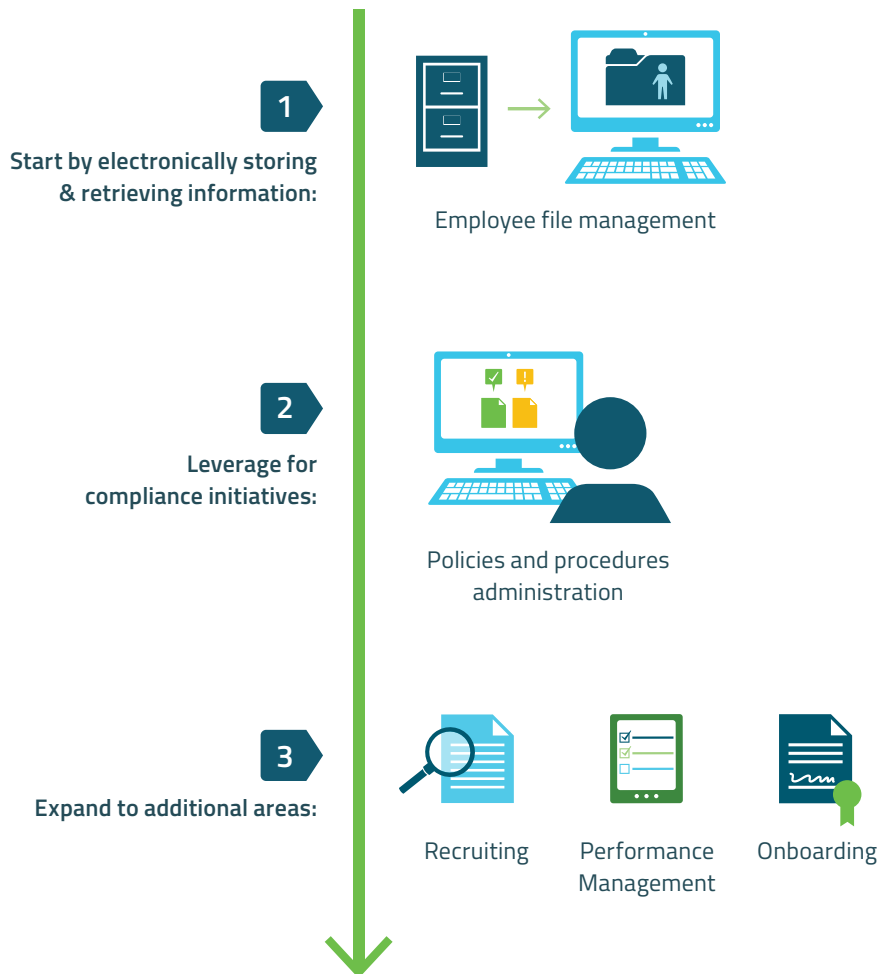 1
Start by electronically storing
& retrieving information:
Employee file management
2
Leverage for
compliance initiatives:
Policies and procedures
administration
3
Expand to additional areas:
Recruiting
Performance
Management
Onboarding